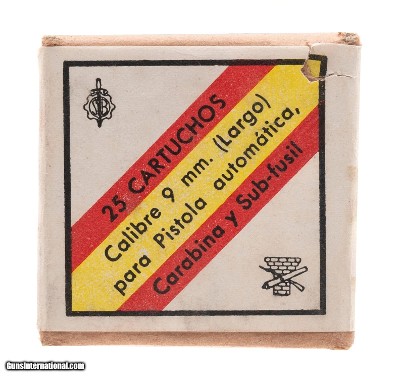 25 CARTUCHOS
Calibre 9 mm. (Largo)
para Pistola automática,
Carabina y Sub-fusil
GunsInternational.com